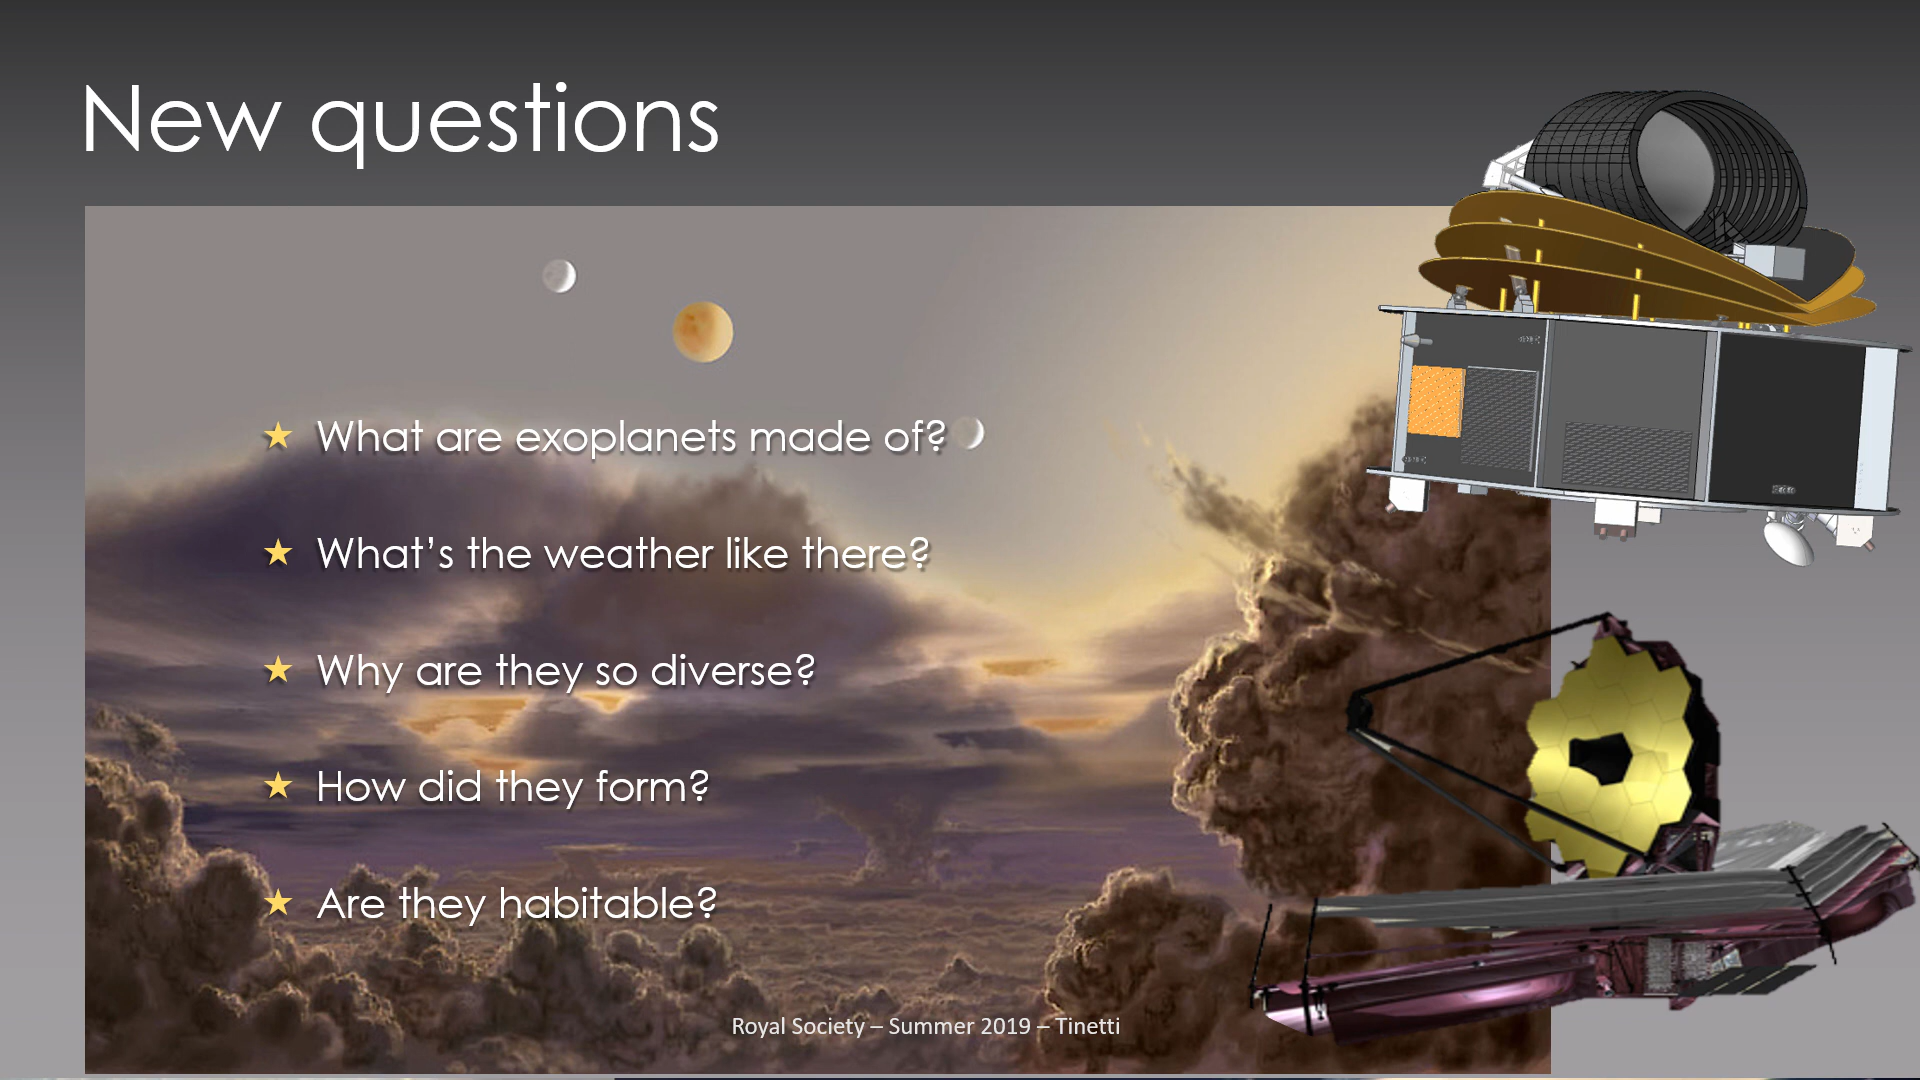 New questions
What are exoplanets made of?
What’s the weather like there?
Why are they so diverse?
How did they form?
Are they habitable?
Royal Society – Summer 2019 – Tinetti